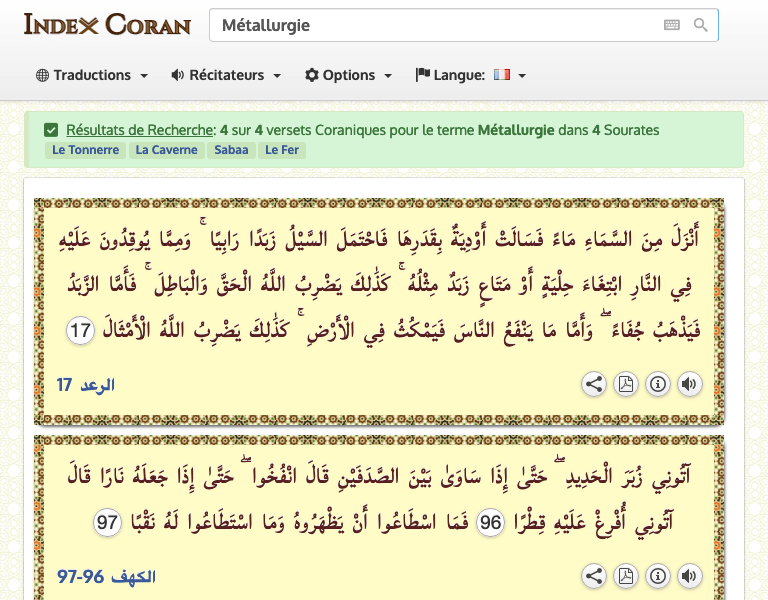 Index Coran
Métallurgie
Traductions
Récitateurs
Options
Langue:
Résultats de Recherche: 4 sur 4 versets Coraniques pour le terme Métallurgie dans 4 Sourates
Le Tonnerre La Caverne Sabaa Le Fer
أَنْزَلَ مِنَ السَّمَاءِ مَاءً فَسَالَتْ أَوْدِيَةٌ بِقَدَرِهَا فَاحْتَمَلَ السَّيْلُ زَبَدًا رَابِيًا ۚ وَمِمَّا يُوقِدُونَ عَلَيْهِ
فِي النَّارِ ابْتِغَاءَ حِلْيَةٍ أَوْ مَتَاعٍ زَبَدٌ مِثْلُهُ ۚ كَذَٰلِكَ يَضْرِبُ اللَّهُ الْحَقَّ وَالْبَاطِلَ ۚ فَأَمَّا الزَّبَدُ
فَيَذْهَبُ جُفَاءً ۖ وَأَمَّا مَا يَنْفَعُ النَّاسَ فَيَمْكُثُ فِي الْأَرْضِ ۚ كَذَٰلِكَ يَضْرِبُ اللَّهُ الْأَمْثَالَ 17
الرعد 17
آتُونِي زُبَرَ الْحَدِيدِ ۖ حَتَّىٰ إِذَا سَاوَىٰ بَيْنَ الصَّدَفَيْنِ قَالَ انْفُخُوا ۖ حَتَّىٰ إِذَا جَعَلَهُ نَارًا قَالَ
آتُونِي أُفْرِغْ عَلَيْهِ قِطْرًا 96 فَمَا اسْطَاعُوا أَنْ يَظْهَرُوهُ وَمَا اسْتَطَاعُوا لَهُ نَقْبًا 97
الكهف 96-97